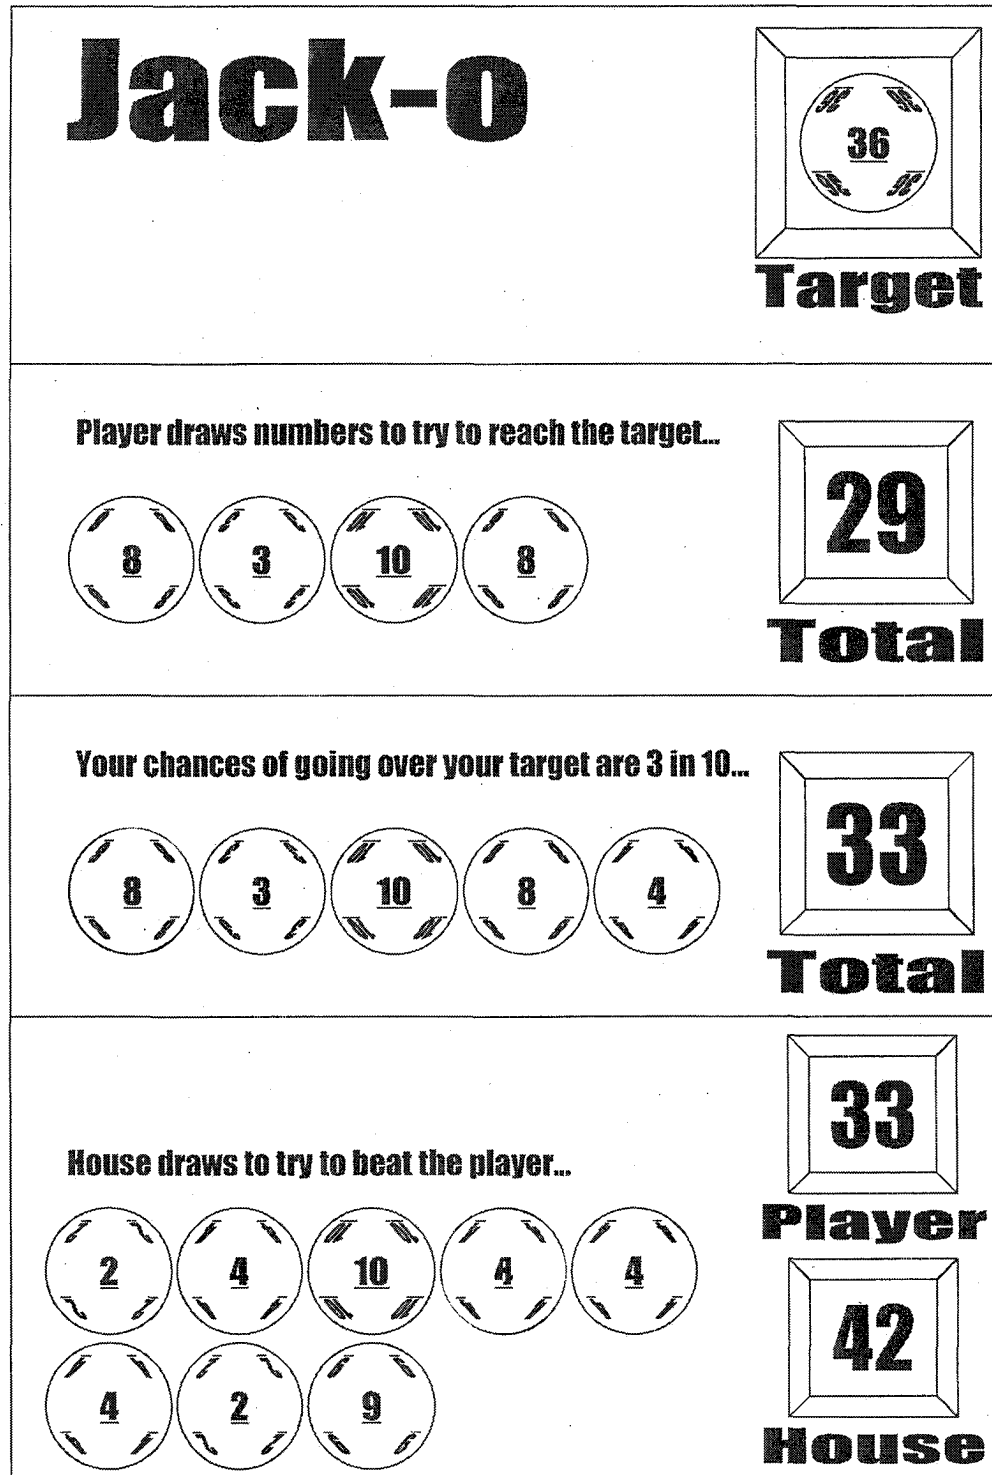 Jack-o
36
Target
Player draws numbers to try to reach the target...
8 3 10 8
29
Total
Your chances of going over your target are 3 in 10...
8 3 10 8 4
33
Total
33
Player
House draws to try to beat the player...
2 4 10 4 4
4 2 9
42
House